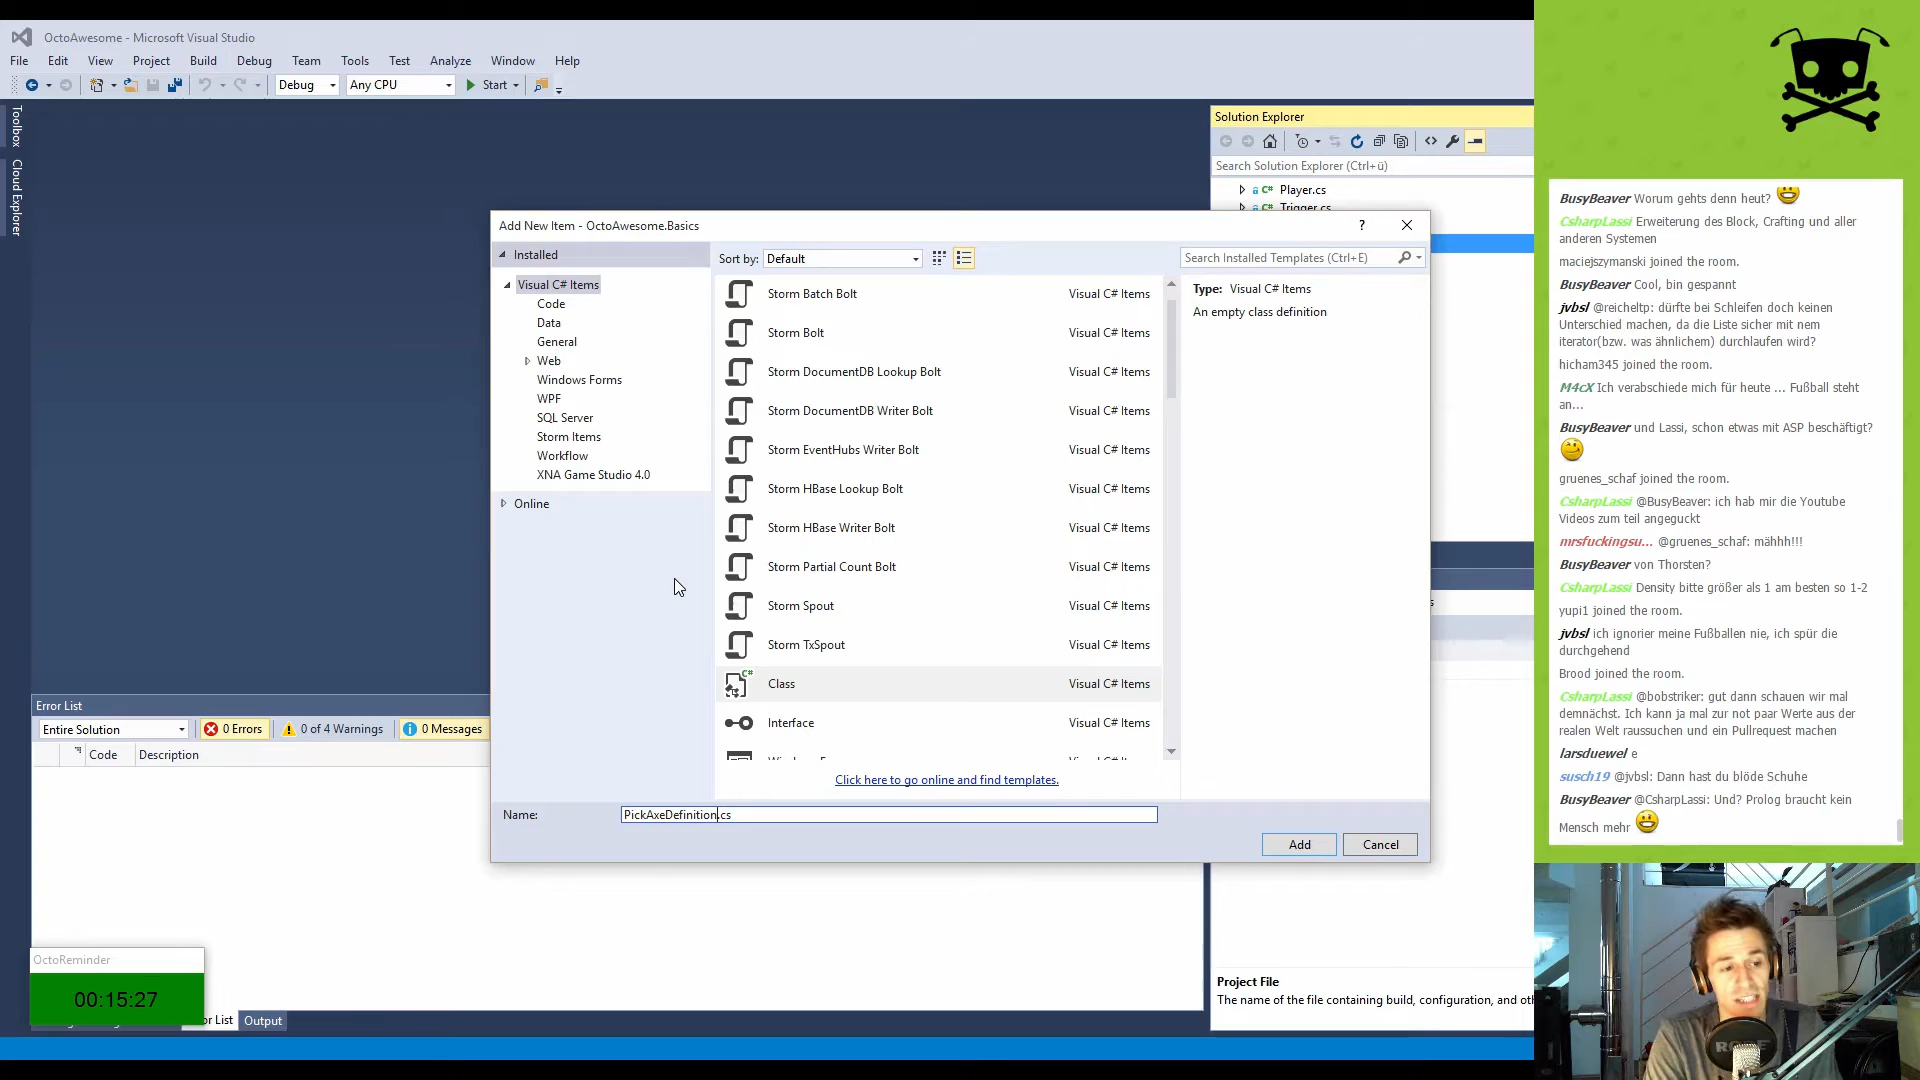 OctoAwesome - Microsoft Visual Studio
File Edit View Project Build Debug Team Tools Test Analyze Window Help
Debug Any CPU Start
Toolbox
Cloud Explorer
Solution Explorer
Search Solution Explorer (Ctrl+ü)
Player.cs
Trigger.cs
Add New Item - OctoAwesome.Basics
?
Installed
Sort by: Default
Search Installed Templates (Ctrl+E)
Visual C# Items
Code
Data
General
Web
Windows Forms
WPF
SQL Server
Storm Items
Workflow
XNA Game Studio 4.0
Online
Storm Batch Bolt Visual C# Items
Storm Bolt Visual C# Items
Storm DocumentDB Lookup Bolt Visual C# Items
Storm DocumentDB Writer Bolt Visual C# Items
Storm EventHubs Writer Bolt Visual C# Items
Storm HBase Lookup Bolt Visual C# Items
Storm HBase Writer Bolt Visual C# Items
Storm Partial Count Bolt Visual C# Items
Storm Spout Visual C# Items
Storm TxSpout Visual C# Items
Class Visual C# Items
Interface Visual C# Items
Click here to go online and find templates.
Type: Visual C# Items
An empty class definition
Name: PickAxeDefinition.cs
Add Cancel
Error List
Entire Solution 0 Errors 0 of 4 Warnings 0 Messages
Code Description
OctoReminder
00:15:27
Output
Project File
The name of the file containing build, configuration, and
BusyBeaver Worum gehts denn heut?
CsharpLassi Erweiterung des Block, Crafting und aller
anderen Systemen
maciejszymanski joined the room.
BusyBeaver Cool, bin gespannt
jvbsl @reicheltp: dürfte bei Schleifen doch keinen
Unterschied machen, da die Liste sicher mit nem
iterator(bzw. was ähnlichem) durchlaufen wird?
hicham345 joined the room.
M4cX Ich verabschiede mich für heute ... Fußball steht
an...
BusyBeaver und Lassi, schon etwas mit ASP beschäftigt?
gruenes_schaf joined the room.
CsharpLassi @BusyBeaver: ich hab mir die Youtube
Videos zum teil angeguckt
mrsfuckingsu... @gruenes_schaf: mähhh!!!
BusyBeaver von Thorsten?
CsharpLassi Density bitte größer als 1 am besten so 1-2
yupi1 joined the room.
jvbsl ich ignorier meine Fußballen nie, ich spür die
durchgehend
Brood joined the room.
CsharpLassi @bobstriker: gut dann schauen wir mal
demnächst. Ich kann ja mal zur not paar Werte aus der
realen Welt raussuchen und ein Pullrequest machen
larsduewel e
susch19 @jvbsl: Dann hast du blöde Schuhe
BusyBeaver @CsharpLassi: Und? Prolog braucht kein
Mensch mehr